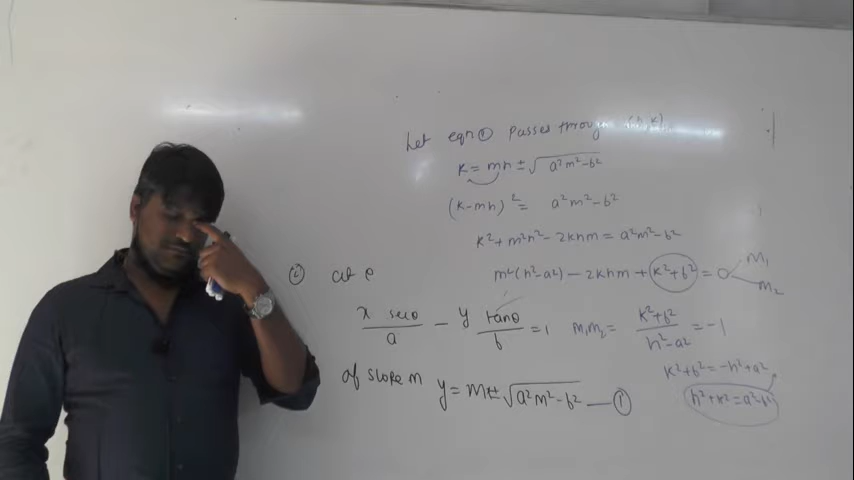 Let eqn ① passes through (h,k),
k = mh ± √a²m²-b²
(k-mh)² = a²m²-b²
k²+m²h²-2khm = a²m²-b²
m²(h²-a²) - 2khm + k²+b² = 0 m₁ m₂
② at θ
x secθ/a - y tanθ/b = 1
m₁m₂ = k²+b²/h²-a² = -1
k²+b² = -h²+a²
h²+k² = a²-b²
of slope m y = mx ± √a²m²-b² — ①